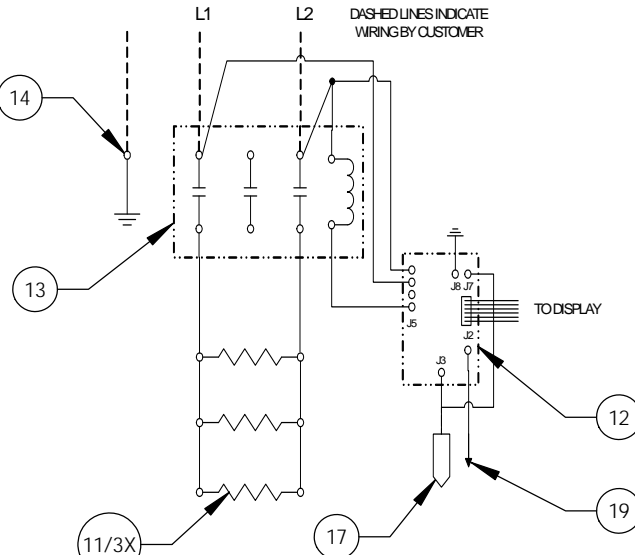 L1
L2
DASHED LINES INDICATE
WIRING BY CUSTOMER
14
13
J8 J7
J5
TO DISPLAY
J2
J3
12
11/3X
17
19